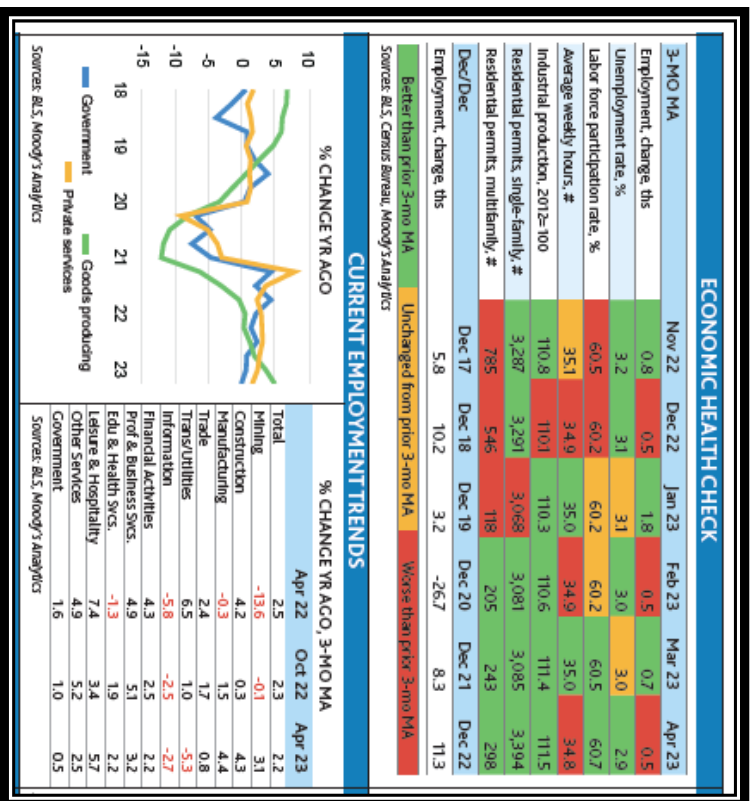 ECONOMIC HEALTH CHECK
3-MO MA Nov 22 Dec 22 Jan 23 Feb 23 Mar 23 Apr 23
Employment, change, ths 0.8 0.5 1.8 0.5 0.7 0.5
Unemployment rate, % 3.2 3.1 3.1 3.0 3.0 2.9
Labor force participation rate, % 60.5 60.2 60.2 60.2 60.5 60.7
Average weekly hours, # 35.1 34.9 35.0 34.9 35.0 34.8
Industrial production, 2012=100 110.8 110.1 110.3 110.6 111.4 111.5
Residential permits, single-family, # 3,287 3,291 3,068 3,081 3,085 3,394
Residential permits, multifamily, # 785 546 118 205 243 298
Dec/Dec Dec 17 Dec 18 Dec 19 Dec 20 Dec 21 Dec 22
Employment, change, ths 5.8 10.2 3.2 -26.7 8.3 11.3
Better than prior 3-mo MA Unchanged from prior 3-mo MA Worse than prior 3-mo MA
Sources: BLS, Census Bureau, Moody's Analytics
CURRENT EMPLOYMENT TRENDS
% CHANGE YR AGO
10
5
0
-5
-10
-15
18 19 20 21 22 23
Government Goods producing
Private services
Sources: BLS, Moody's Analytics
% CHANGE YR AGO, 3-MO MA
Apr 22 Oct 22 Apr 23
Total 2.5 2.3 2.2
Mining -13.6 -0.1 3.1
Construction 4.2 0.3 4.3
Manufacturing -0.3 1.5 4.4
Trade 2.4 1.7 0.8
Trans/Utilities 6.5 1.0 -5.3
Information -5.8 -2.5 -2.7
Financial Activities 4.3 2.5 2.2
Prof & Business Svcs. 4.9 5.1 3.2
Edu & Health Svcs. -1.3 1.9 2.2
Leisure & Hospitality 7.4 3.4 5.7
Other Services 4.9 5.2 2.5
Government 1.6 1.0 0.5
Sources: BLS, Moody's Analytics